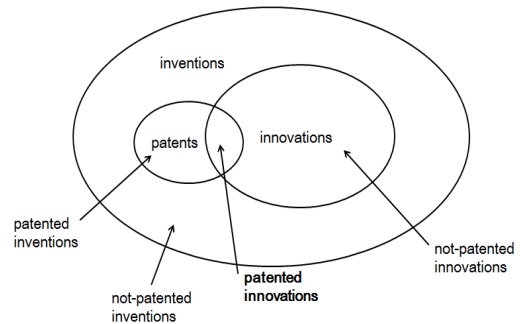 inventions
patents
innovations
patented
inventions
not-patented
inventions
patented
innovations
not-patented
innovations